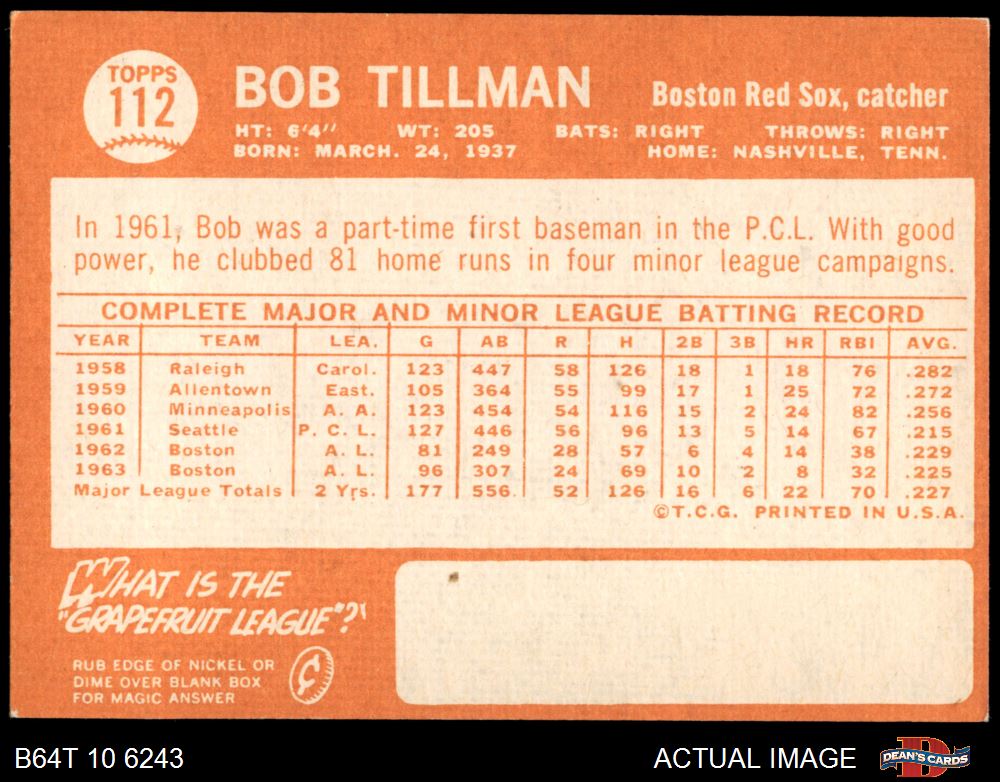 TOPPS
112
BOB TILLMAN
Boston Red Sox, catcher
HT: 6'4" WT: 205 BATS: RIGHT THROWS: RIGHT
BORN: MARCH. 24, 1937 HOME: NASHVILLE, TENN.
In 1961, Bob was a part-time first baseman in the P.C.L. With good
power, he clubbed 81 home runs in four minor league campaigns.
COMPLETE MAJOR AND MINOR LEAGUE BATTING RECORD
YEAR TEAM LEA. G AB R H 2B 3B HR RBI AVG.
1958 Raleigh Carol. 123 447 58 126 18 1 18 76 .282
1959 Allentown East. 105 364 55 99 17 1 25 72 .272
1960 Minneapolis A. A. 123 454 54 116 15 2 24 82 .256
1961 Seattle P. C. L. 127 446 56 96 13 5 14 67 .215
1962 Boston A. L. 81 249 28 57 6 4 14 38 .229
1963 Boston A. L. 96 307 24 69 10 2 8 32 .225
Major League Totals 2 Yrs. 177 556. 52 126 16 6 22 70 .227
©T.C.G. PRINTED IN U.S.A.
WHAT IS THE
"GRAPEFRUIT LEAGUE"?
RUB EDGE OF NICKEL OR
DIME OVER BLANK BOX
FOR MAGIC ANSWER
¢
B64T 10 6243
ACTUAL IMAGE
DEAN'S CARDS